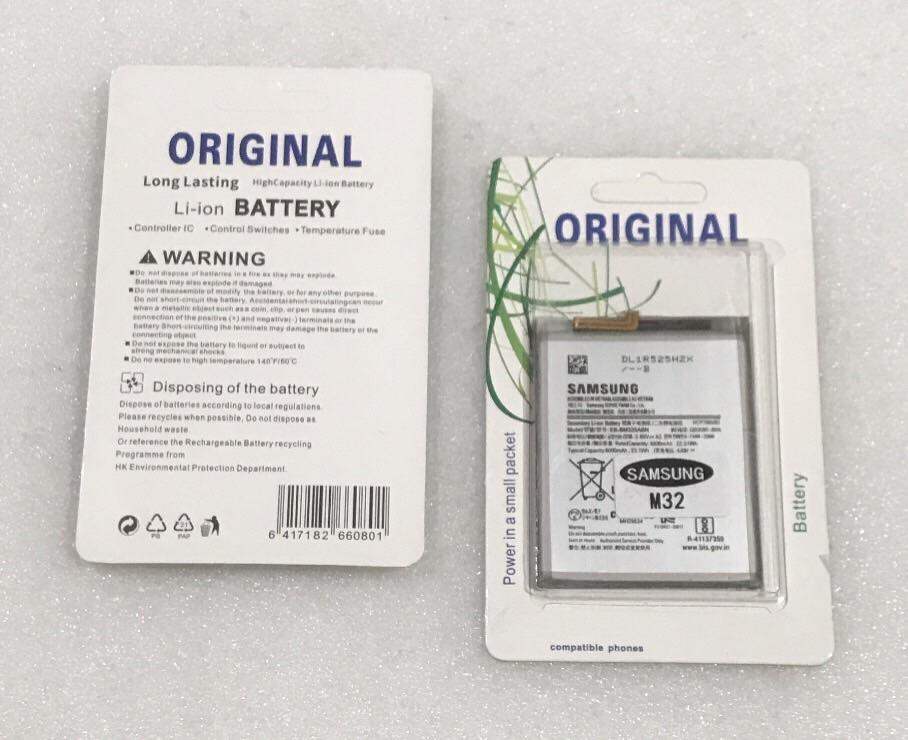 ORIGINAL
Long Lasting HighCapacity Li-ion Battery
Li-ion BATTERY
•Controller IC •Control Switches •Temperature Fuse
WARNING
■Do not dispose of batteries in a fire as they may explode.
Batteries may also explode if damaged.
■Do not disassemble of modify the battery, or for any other purpose.
Do not short-circuit the battery. Accidentalshort-circulatingcan occur
when a metallic object such as a coin, clip, or pen causes direct
connection of the positive (+) and negative(-) terminals or the
battery Short-circuiting the terminals may damage the battery or the
connecting object
■Do not expose the battery to liquid or subject to
strong mechanical shocks.
■Do no expose to high temperature 140°F/60°C
Disposing of the battery
Dispose of batteries according to local regulations.
Please recycles when possible, Do not dispose as
Household waste.
Or reference the Rechargeable Battery recycling
Programme from
HK Environmental Protection Department.
PS
21
PAP
6 417182 660801
ORIGINAL
DL1R525H2K
/--B
SAMSUNG
SAMSUNG
M32
R-41137359
www.bis.gov.in
Warning
Power in a small packet
Battery
compatible phones